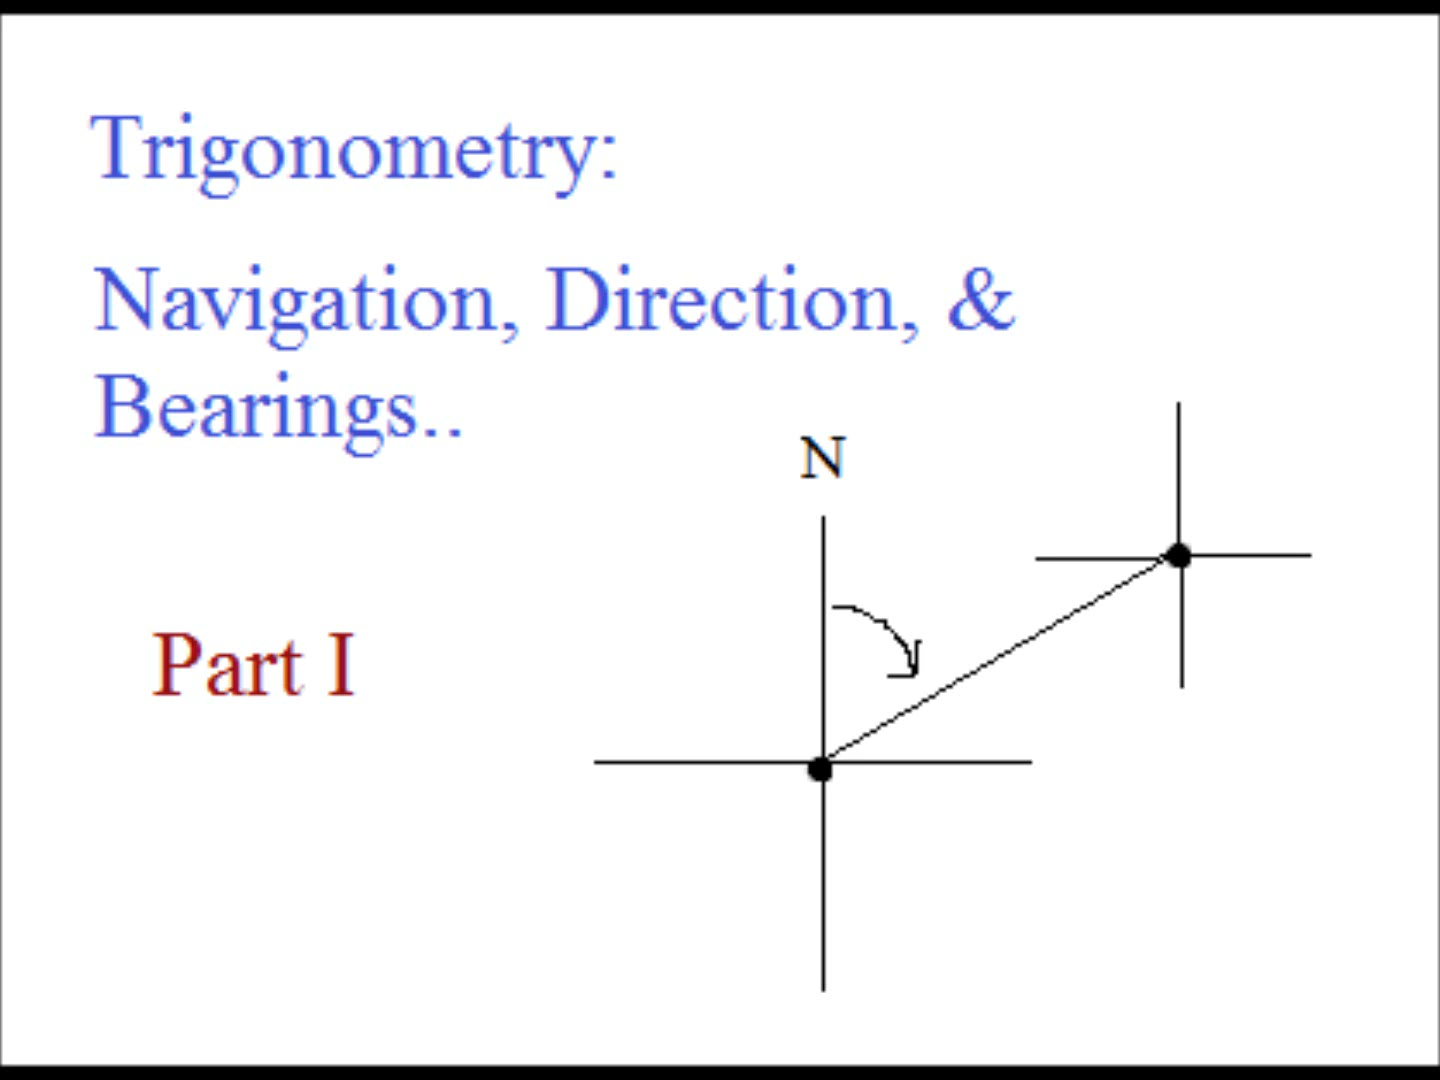 Trigonometry:
Navigation, Direction, &
Bearings..
N
Part I